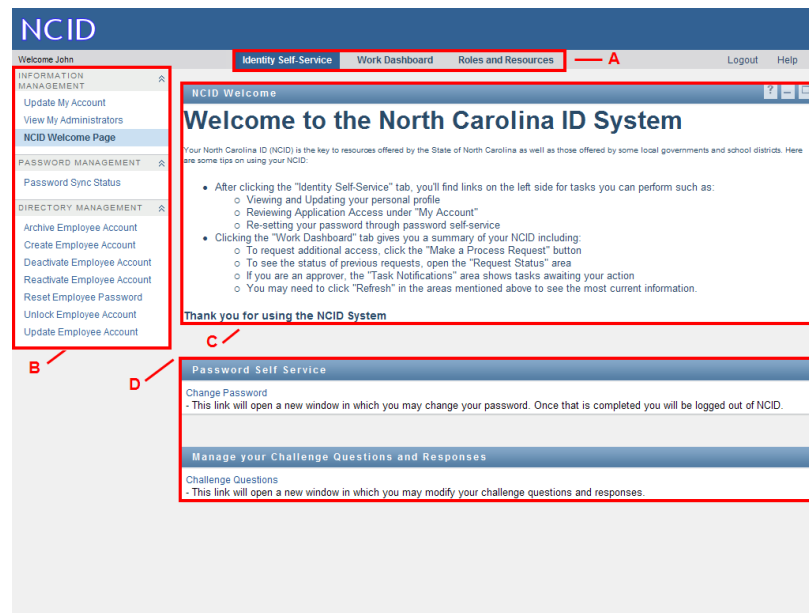 NCID
Welcome John
Identity Self-Service Work Dashboard Roles and Resources A Logout Help
INFORMATION
MANAGEMENT
Update My Account
View My Administrators
NCID Welcome Page
PASSWORD MANAGEMENT
Password Sync Status
DIRECTORY MANAGEMENT
Archive Employee Account
Create Employee Account
Deactivate Employee Account
Reactivate Employee Account
Reset Employee Password
Unlock Employee Account
Update Employee Account
B
NCID Welcome ?
Welcome to the North Carolina ID System
Your North Carolina ID (NCID) is the key to resources offered by the State of North Carolina as well as those offered by some local governments and school districts. Here
are some tips on using your NCID:
• After clicking the "Identity Self-Service" tab, you'll find links on the left side for tasks you can perform such as:
o Viewing and Updating your personal profile
o Reviewing Application Access under "My Account"
o Re-setting your password through password self-service
• Clicking the "Work Dashboard" tab gives you a summary of your NCID including:
o To request additional access, click the "Make a Process Request" button
o To see the status of previous requests, open the "Request Status" area
o If you are an approver, the "Task Notifications" area shows tasks awaiting your action
o You may need to click "Refresh" in the areas mentioned above to see the most current information.
Thank you for using the NCID System
C
D
Password Self Service
Change Password
- This link will open a new window in which you may change your password. Once that is completed you will be logged out of NCID.
Manage your Challenge Questions and Responses
Challenge Questions
- This link will open a new window in which you may modify your challenge questions and responses.